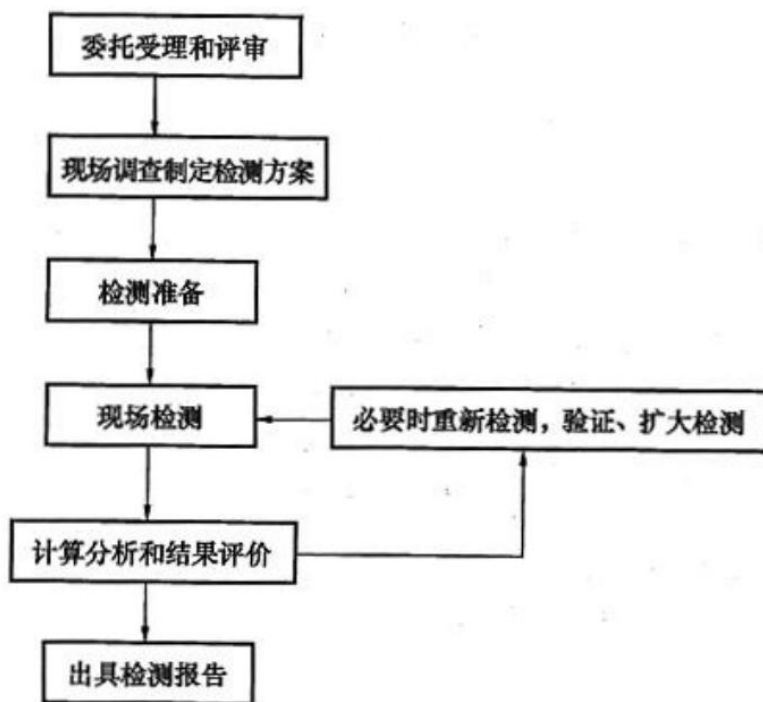 委托受理和评审
现场调查制定检测方案
检测准备
现场检测
必要时重新检测，验证、扩大检测
计算分析和结果评价
出具检测报告